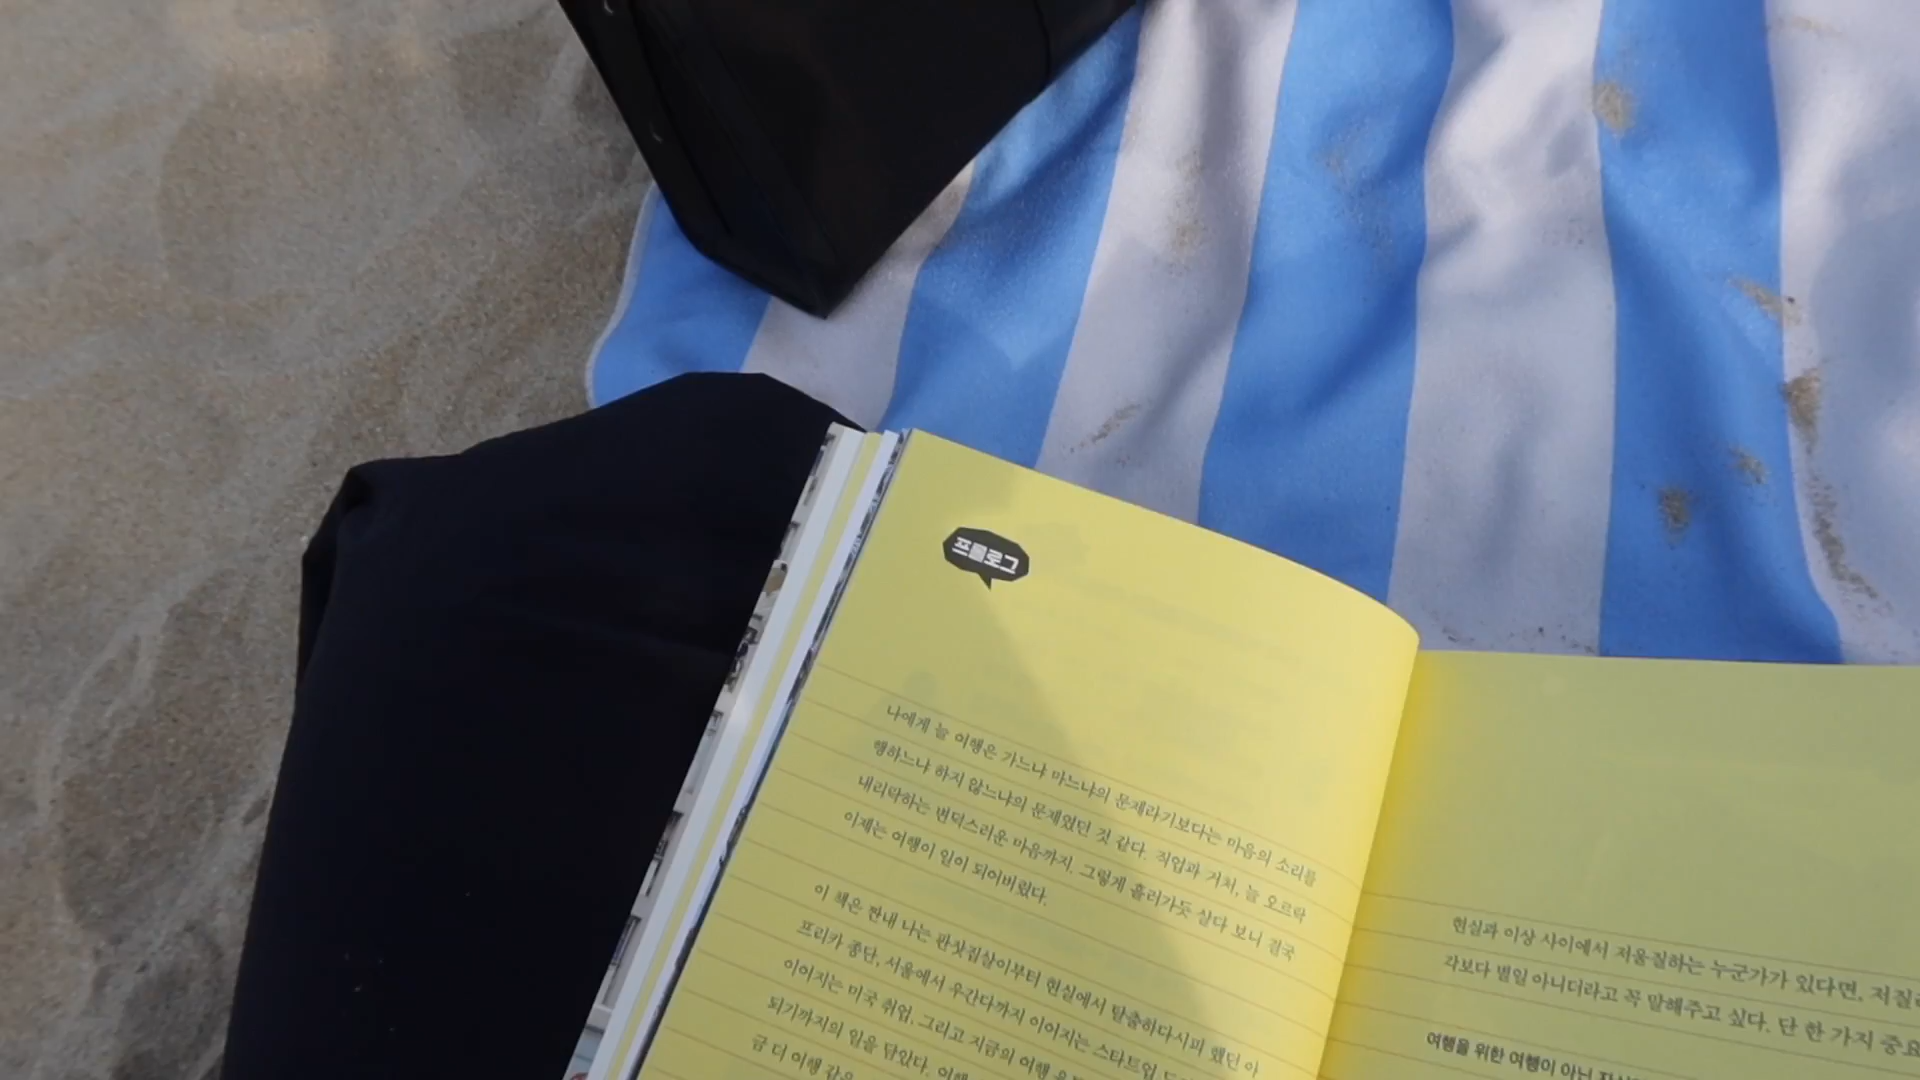 프롤로그
나에게 늘 여행은 가느냐 마느냐의 문제라기보다는 마음의 소리를
행하느냐 하지 않느냐의 문제였던 것 같다. 직업과 거처, 늘 오르락
내리락하는 변덕스러운 마음까지. 그렇게 흘러가듯 살다 보니 결국
이제는 여행이 일이 되어버렸다.
이 책은 짠내 나는 판잣집살이부터 현실에서 탈출하다시피 했던 아
프리카 종단, 서울에서 우간다까지 이어지는 스타트업
이어지는 미국 취업, 그리고 지금의 여행
되기까지의 일을 담았다. 여행
금 더 여행 같은
현실과 이상 사이에서 저울질하는 누군가가 있다면,
각보다 별일 아니더라고 꼭 말해주고 싶다. 단 한 가지
여행을 위한 여행이 아닌